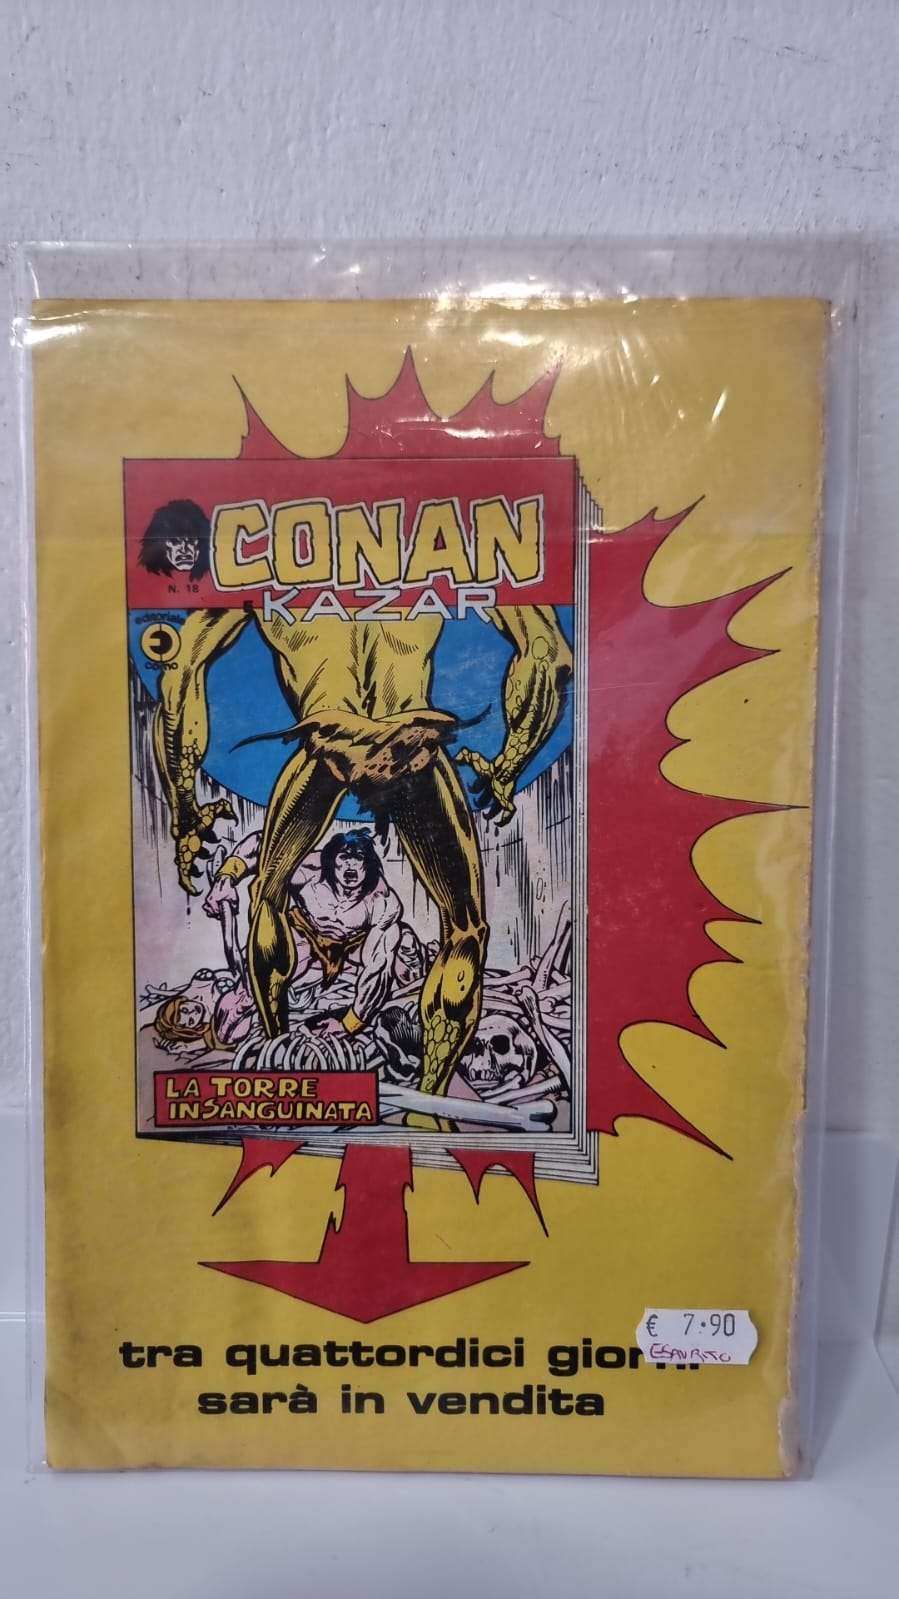 CONAN
N. 18
KAZAR
editoriale
corno
LA TORRE
INSANGUINATA
€ 7.90
ESAURITO
tra quattordici giorni
sarà in vendita